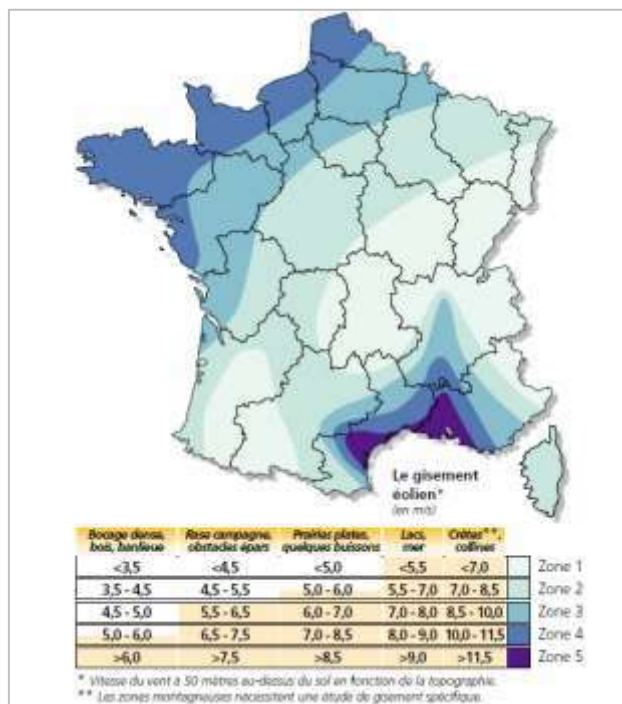 Le gisement
éolien*
(en m/s)
Bocage dense, bois, banlieue | Rase campagne, obstacles épars | Prairies plates, quelques buissons | Lacs, mer | Crêtes**, collines
<3,5 <4,5 <5,0 <5,5 <7,0 Zone 1
3,5 - 4,5 4,5 - 5,5 5,0 - 6,0 5,5 - 7,0 7,0 - 8,5 Zone 2
4,5 - 5,0 5,5 - 6,5 6,0 - 7,0 7,0 - 8,0 8,5 - 10,0 Zone 3
5,0 - 6,0 6,5 - 7,5 7,0 - 8,5 8,0 - 9,0 10,0 - 11,5 Zone 4
>6,0 >7,5 >8,5 >9,0 >11,5 Zone 5
* Vitesse du vent à 50 mètres au-dessus du sol en fonction de la topographie.
** Les zones montagneuses nécessitent une étude de gisement spécifique.